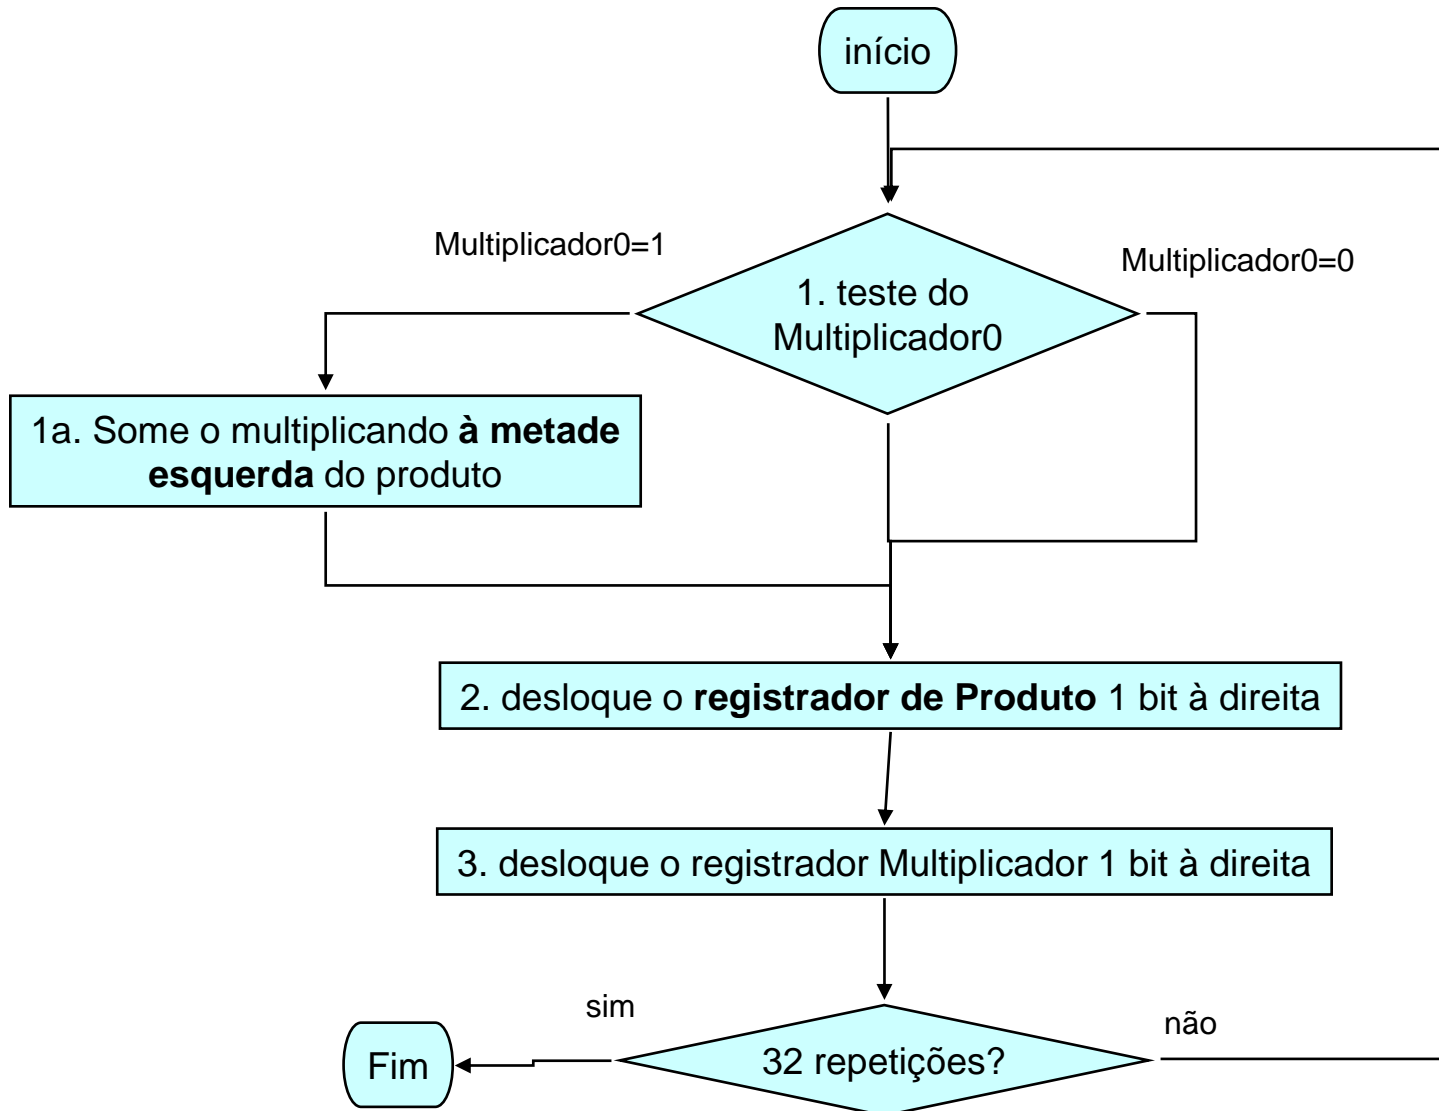 início
Multiplicador0=1
Multiplicador0=0
1. teste do
Multiplicador0
1a. Some o multiplicando à metade
esquerda do produto
2. desloque o registrador de Produto 1 bit à direita
3. desloque o registrador Multiplicador 1 bit à direita
sim
não
Fim
32 repetições?